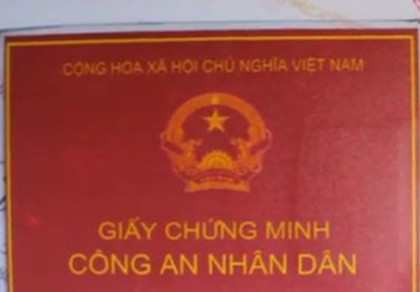 CỘNG HÒA XÃ HỘI CHỦ NGHĨA VIỆT NAM
GIẤY CHỨNG MINH
CÔNG AN NHÂN DÂN